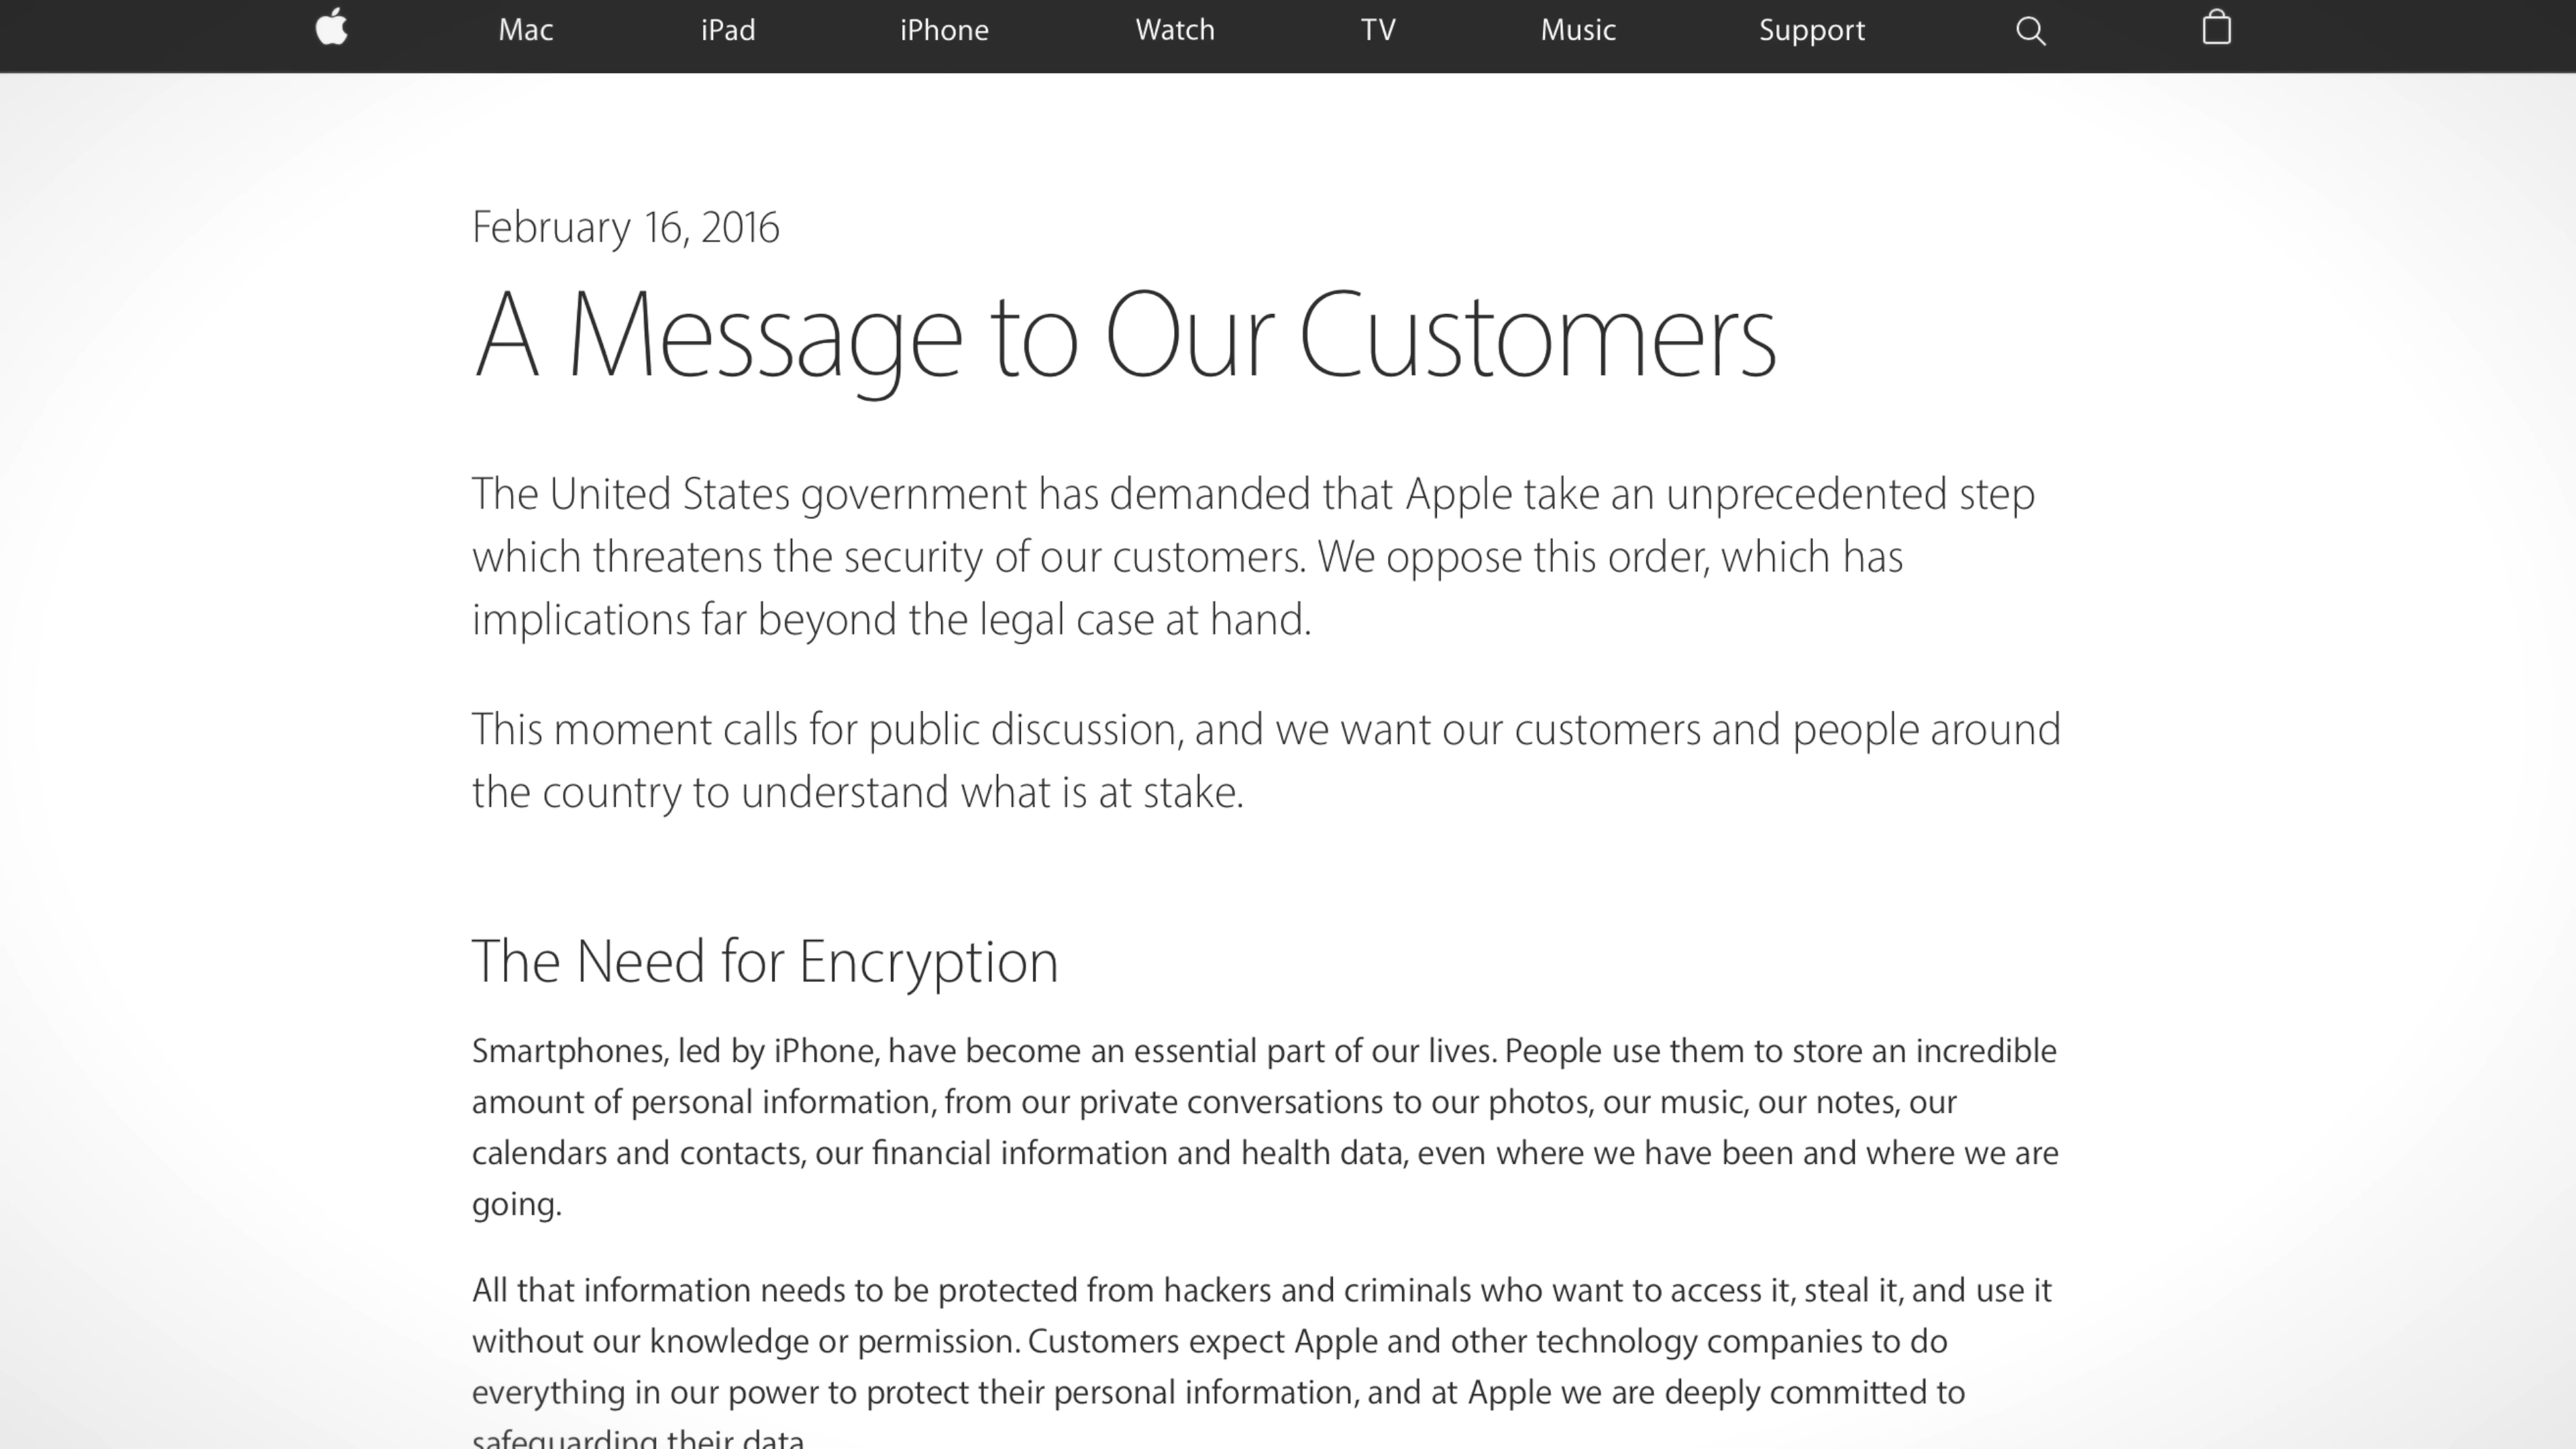 Mac iPad iPhone Watch TV Music Support
February 16, 2016
A Message to Our Customers
The United States government has demanded that Apple take an unprecedented step
which threatens the security of our customers. We oppose this order, which has
implications far beyond the legal case at hand.
This moment calls for public discussion, and we want our customers and people around
the country to understand what is at stake.
The Need for Encryption
Smartphones, led by iPhone, have become an essential part of our lives. People use them to store an incredible
amount of personal information, from our private conversations to our photos, our music, our notes, our
calendars and contacts, our financial information and health data, even where we have been and where we are
going.
All that information needs to be protected from hackers and criminals who want to access it, steal it, and use it
without our knowledge or permission. Customers expect Apple and other technology companies to do
everything in our power to protect their personal information, and at Apple we are deeply committed to
safeguarding their data